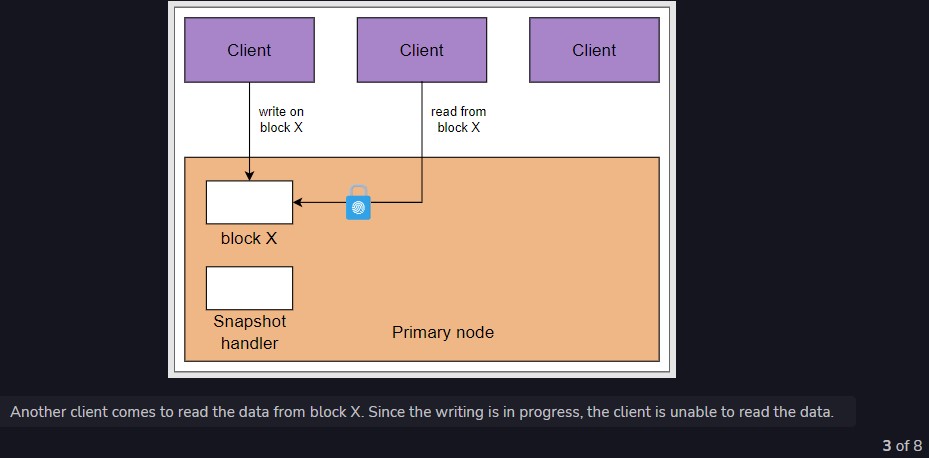 Client
Client
Client
write on
block X
read from
block X
block X
Snapshot
handler
Primary node
Another client comes to read the data from block X. Since the writing is in progress, the client is unable to read the data.
3 of 8